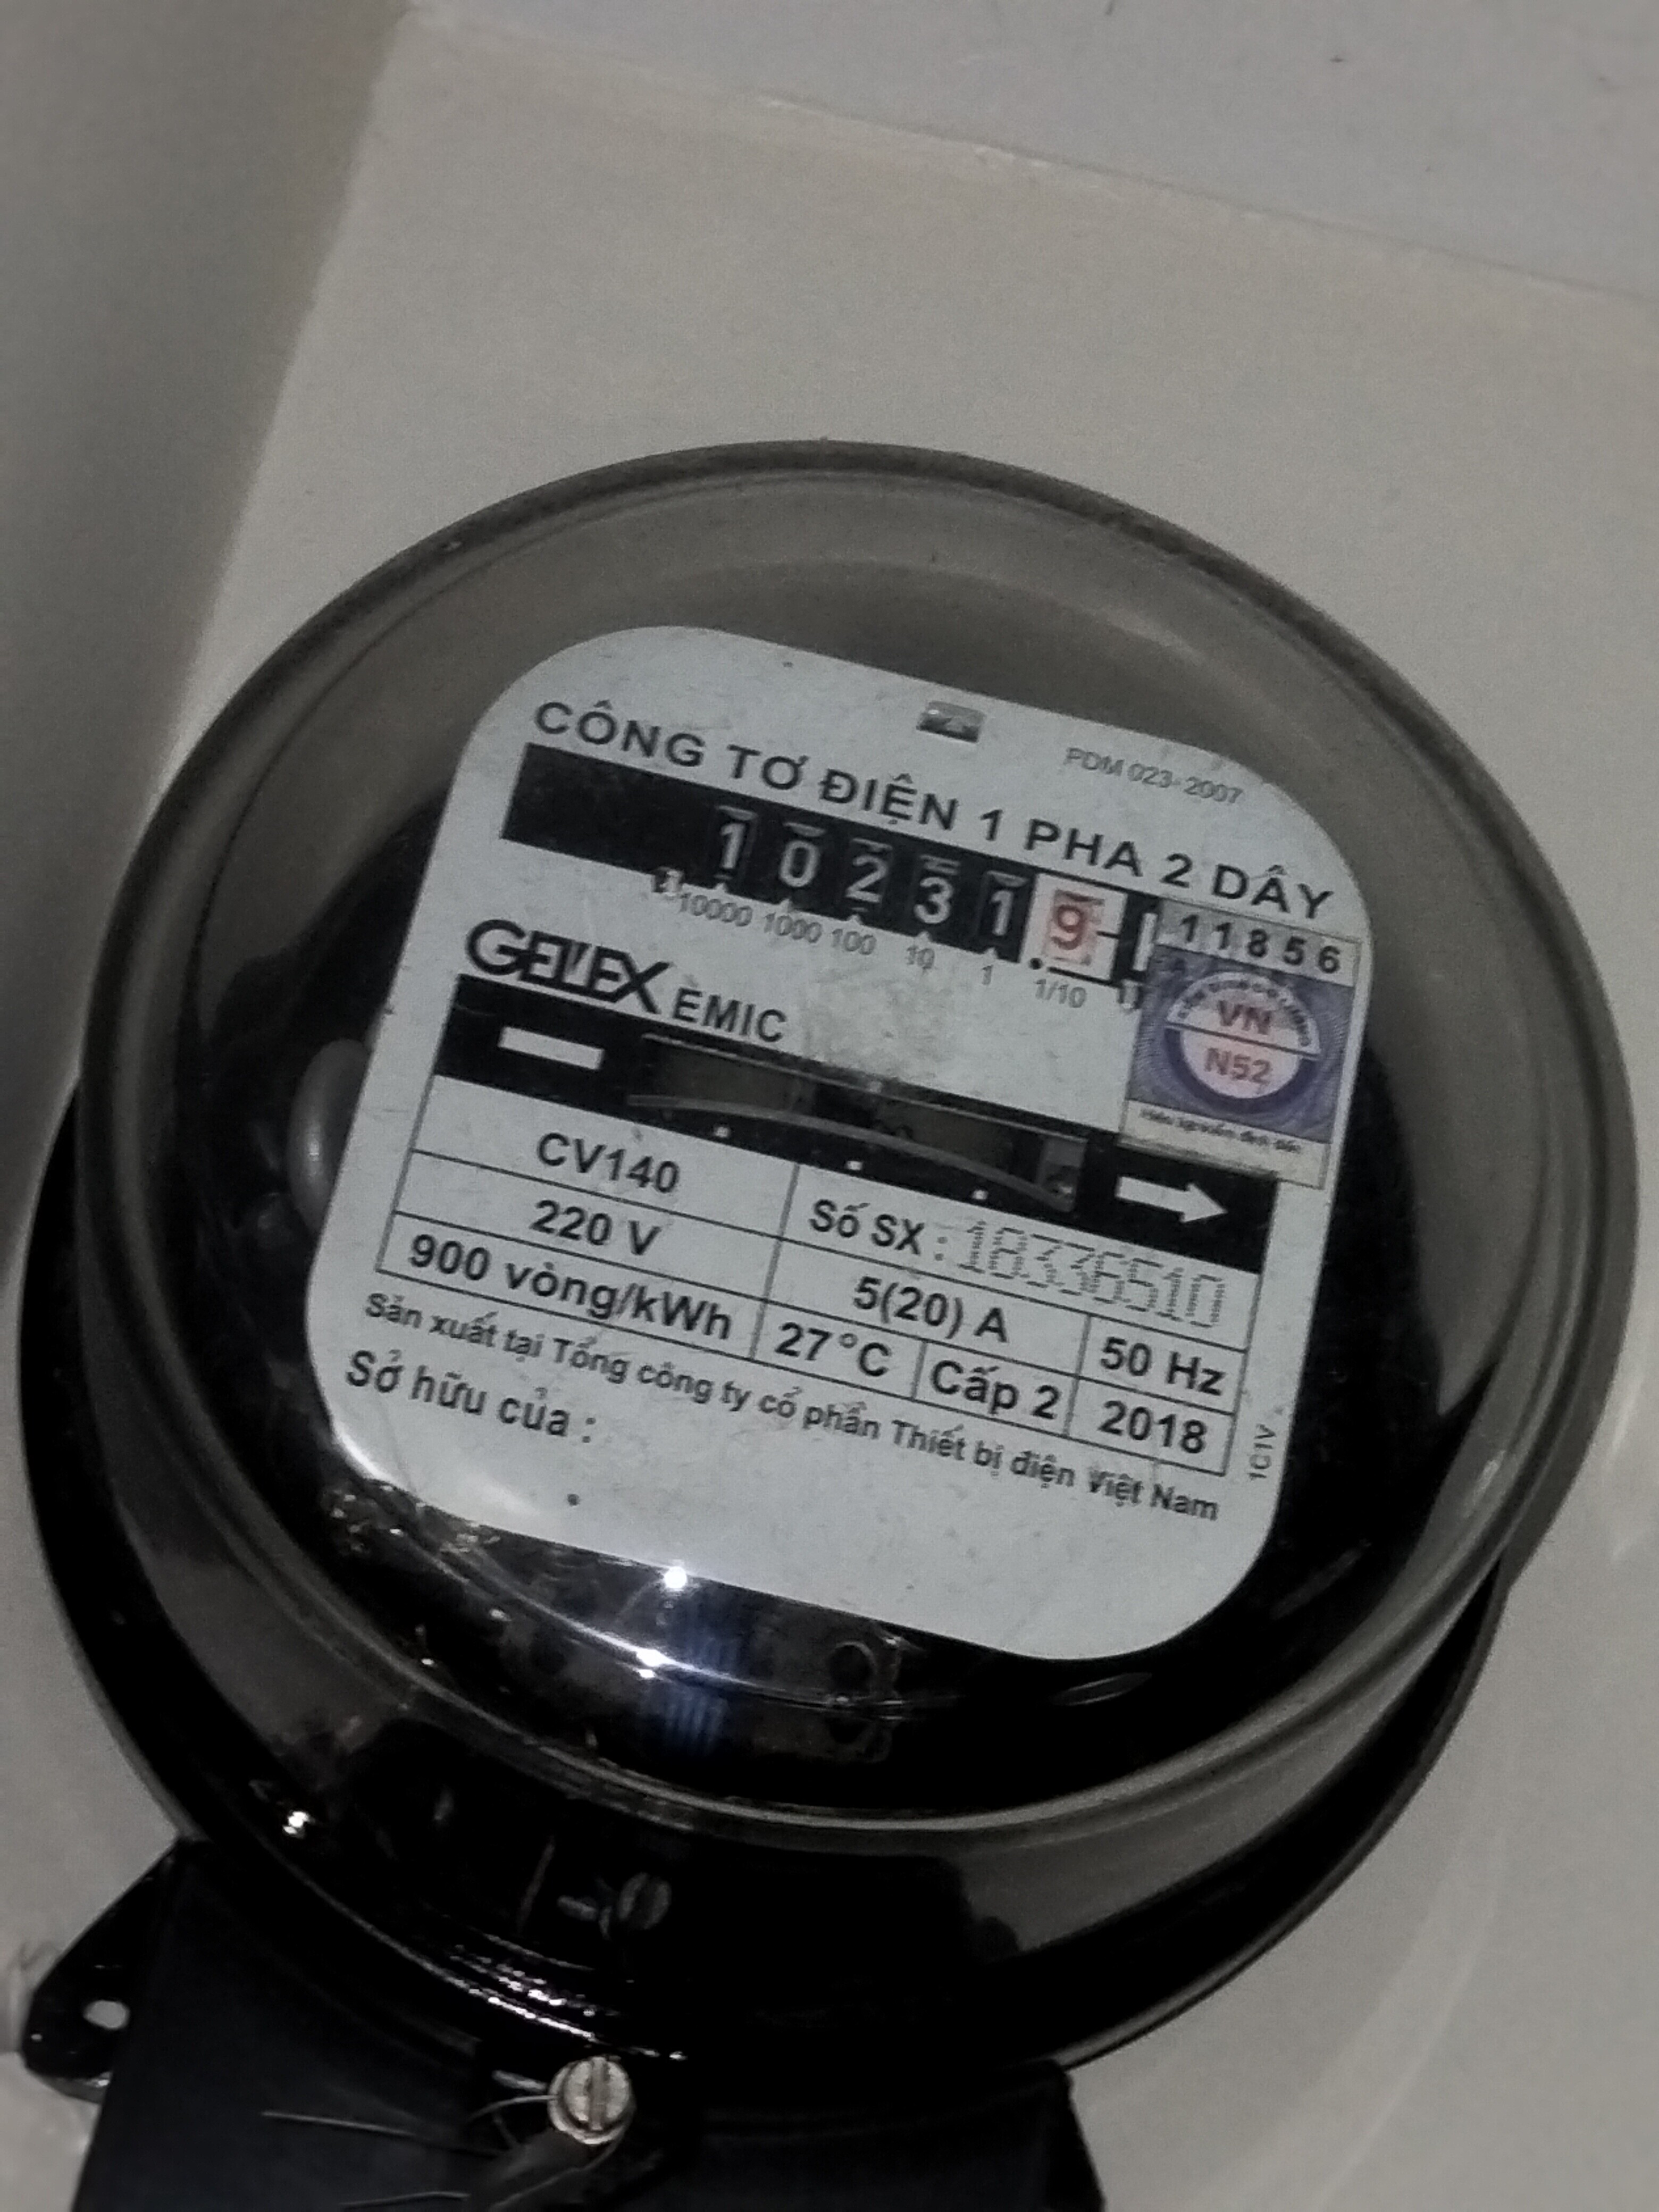 PDM 023-2007
CÔNG TƠ ĐIỆN 1 PHA 2 DÂY
1 0 2 3 1 9
11856
10000 1000 100 10 1 1/10
VN
N52
GELEX EMIC
CV140
Số SX : 18336510
220 V
5(20) A
50 Hz
900 vòng/kWh
27°C
Cấp 2
2018
Sản xuất tại Tổng công ty cổ phần Thiết bị điện Việt Nam
Sở hữu của :
1C1V